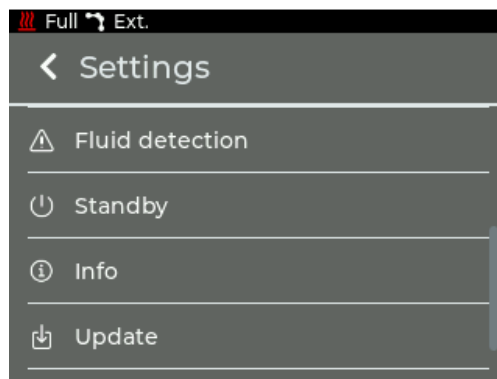 Full Ext.
Settings
Fluid detection
Standby
Info
Update